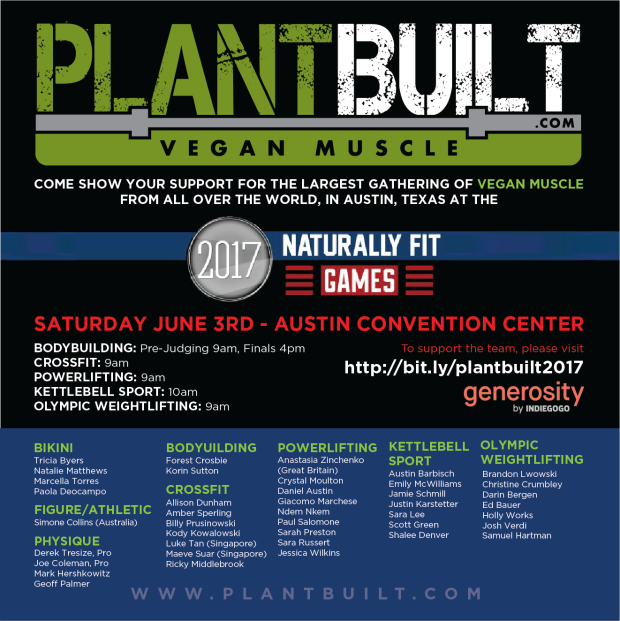 PLANTBUILT
.COM
VEGAN MUSCLE
COME SHOW YOUR SUPPORT FOR THE LARGEST GATHERING OF VEGAN MUSCLE
FROM ALL OVER THE WORLD, IN AUSTIN, TEXAS AT THE
2017
NATURALLY FIT
GAMES
SATURDAY JUNE 3RD - AUSTIN CONVENTION CENTER
BODYBUILDING: Pre-Judging 9am, Finals 4pm
CROSSFIT: 9am
POWERLIFTING: 9am
KETTLEBELL SPORT: 10am
OLYMPIC WEIGHTLIFTING: 9am
To support the team, please visit
http://bit.ly/plantbuilt2017
generosity
by INDIEGOGO
BIKINI
Tricia Byers
Natalie Matthews
Marcella Torres
Paola Deocampo
FIGURE/ATHLETIC
Simone Collins (Australia)
PHYSIQUE
Derek Tresize, Pro
Joe Coleman, Pro
Mark Hershkowitz
Geoff Palmer
BODYUILDING
Forest Crosbie
Korin Sutton
CROSSFIT
Allison Dunham
Amber Sperling
Billy Prusinowski
Kody Kowalowski
Luke Tan (Singapore)
Maeve Suar (Singapore)
Ricky Middlebrook
POWERLIFTING
Anastasia Zinchenko
(Great Britain)
Crystal Moulton
Daniel Austin
Giacomo Marchese
Ndem Nkem
Paul Salomone
Sarah Preston
Sara Russert
Jessica Wilkins
KETTLEBELL
SPORT
Austin Barbisch
Emily McWilliams
Jamie Schmill
Justin Karstetter
Sara Lee
Scott Green
Shalee Denver
OLYMPIC
WEIGHTLIFTING
Brandon Lwowski
Christine Crumbley
Darin Bergen
Ed Bauer
Holly Works
Josh Verdi
Samuel Hartman
WWW.PLANTBUILT.COM